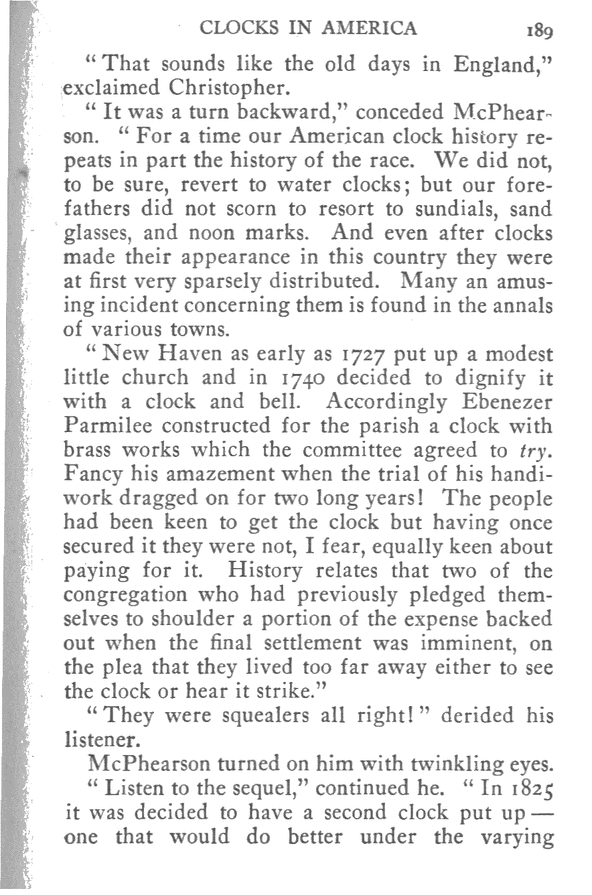 CLOCKS IN AMERICA 189
“ That sounds like the old days in England,”
exclaimed Christopher.
“ It was a turn backward,” conceded McPhear-
son. “ For a time our American clock history re-
peats in part the history of the race. We did not,
to be sure, revert to water clocks; but our fore-
fathers did not scorn to resort to sundials, sand
glasses, and noon marks. And even after clocks
made their appearance in this country they were
at first very sparsely distributed. Many an amus-
ing incident concerning them is found in the annals
of various towns.
“ New Haven as early as 1727 put up a modest
little church and in 1740 decided to dignify it
with a clock and bell. Accordingly Ebenezer
Parmilee constructed for the parish a clock with
brass works which the committee agreed to try.
Fancy his amazement when the trial of his handi-
work dragged on for two long years! The people
had been keen to get the clock but having once
secured it they were not, I fear, equally keen about
paying for it. History relates that two of the
congregation who had previously pledged them-
selves to shoulder a portion of the expense backed
out when the final settlement was imminent, on
the plea that they lived too far away either to see
the clock or hear it strike.”
“ They were squealers all right! ” derided his
listener.
McPhearson turned on him with twinkling eyes.
“ Listen to the sequel,” continued he. “ In 1825
it was decided to have a second clock put up —
one that would do better under the varying